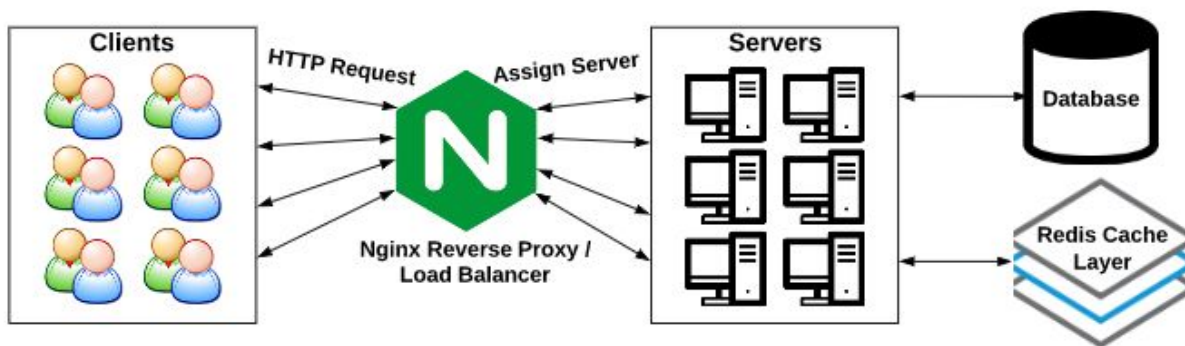 Clients
HTTP Request
N
Nginx Reverse Proxy /
Load Balancer
Assign Server
Servers
Database
Redis Cache
Layer